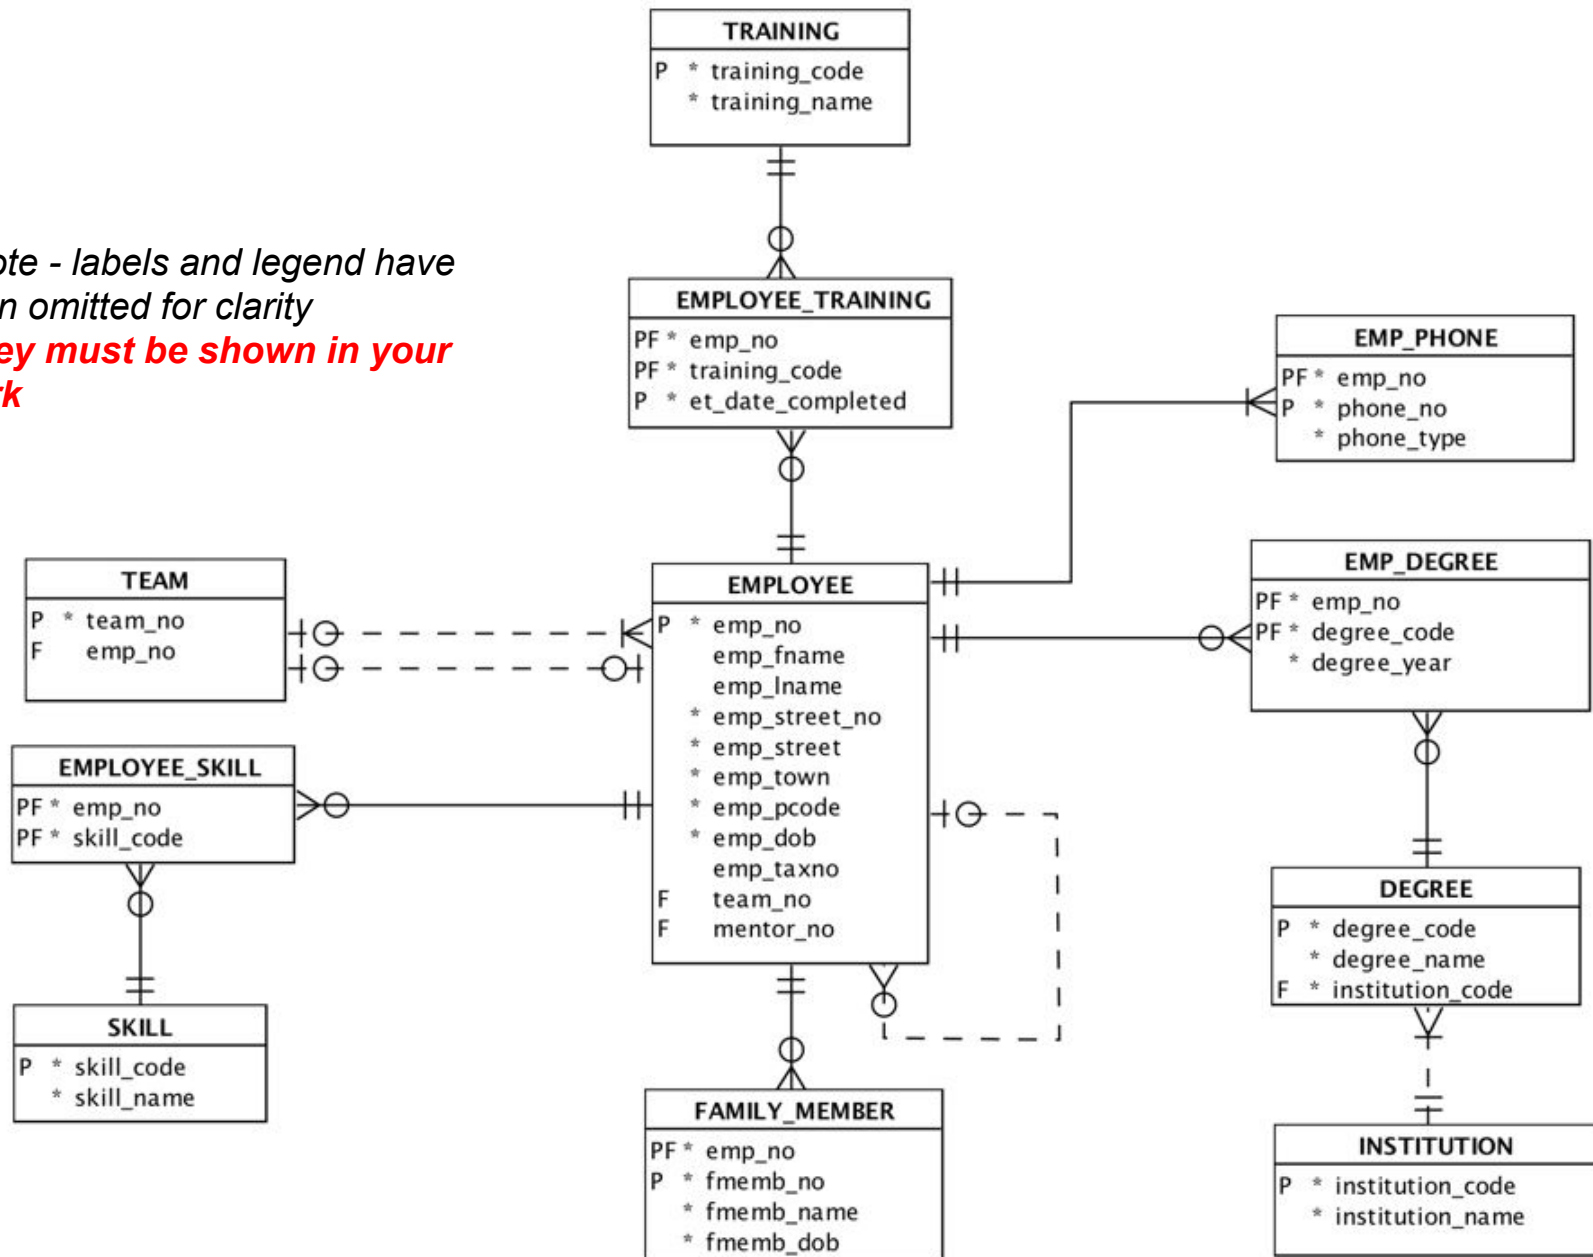 TRAINING
P * training_code
* training_name
ote - labels and legend have
n omitted for clarity
ey must be shown in your
rk
EMPLOYEE_TRAINING
PF * emp_no
PF * training_code
P * et_date_completed
EMP_PHONE
PF * emp_no
P * phone_no
* phone_type
TEAM
P * team_no
F emp_no
EMPLOYEE
P * emp_no
emp_fname
emp_lname
* emp_street_no
* emp_street
* emp_town
* emp_pcode
* emp_dob
emp_taxno
F team_no
F mentor_no
EMP_DEGREE
PF * emp_no
PF * degree_code
* degree_year
EMPLOYEE_SKILL
PF * emp_no
PF * skill_code
DEGREE
P * degree_code
* degree_name
F * institution_code
SKILL
P * skill_code
* skill_name
FAMILY_MEMBER
PF * emp_no
P * fmemb_no
* fmemb_name
* fmemb_dob
INSTITUTION
P * institution_code
* institution_name